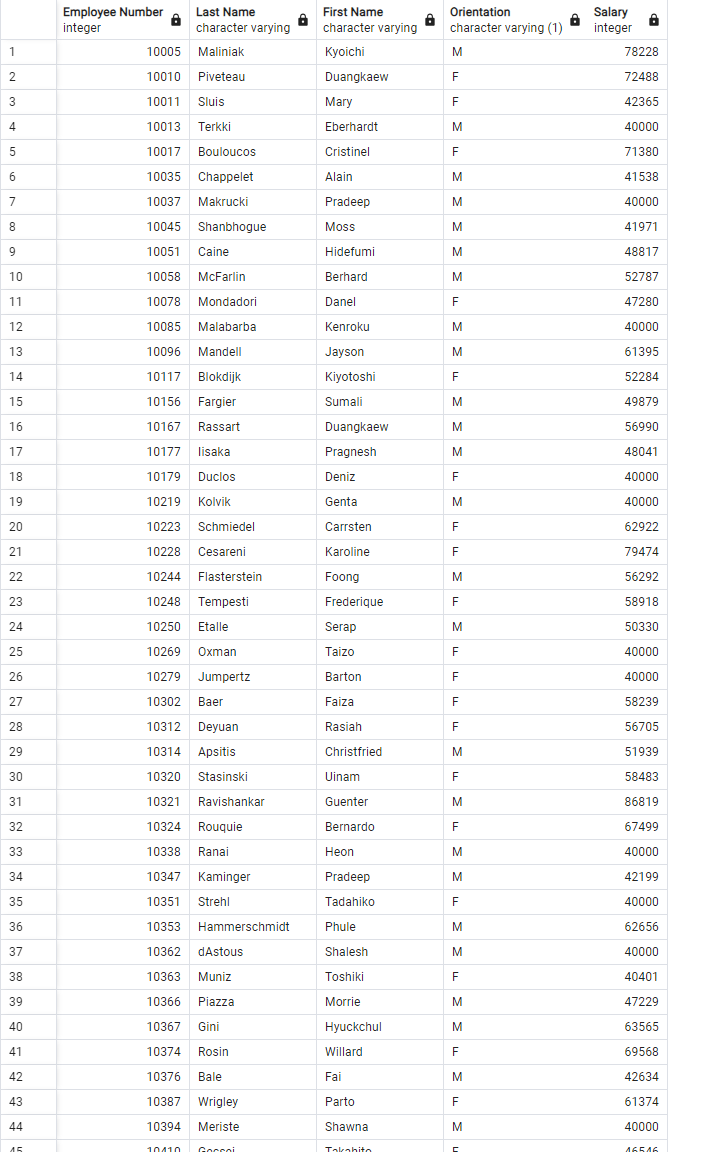 Employee Number Last Name First Name Orientation Salary
integer character varying character varying character varying (1) integer
1 10005 Maliniak Kyoichi M 78228
2 10010 Piveteau Duangkaew F 72488
3 10011 Sluis Mary F 42365
4 10013 Terkki Eberhardt M 40000
5 10017 Bouloucos Cristinel F 71380
6 10035 Chappelet Alain M 41538
7 10037 Makrucki Pradeep M 40000
8 10045 Shanbhogue Moss M 41971
9 10051 Caine Hidefumi M 48817
10 10058 McFarlin Berhard M 52787
11 10078 Mondadori Danel F 47280
12 10085 Malabarba Kenroku M 40000
13 10096 Mandell Jayson M 61395
14 10117 Blokdijk Kiyotoshi F 52284
15 10156 Fargier Sumali M 49879
16 10167 Rassart Duangkaew M 56990
17 10177 Iisaka Pragnesh M 48041
18 10179 Duclos Deniz F 40000
19 10219 Kolvik Genta M 40000
20 10223 Schmiedel Carrsten F 62922
21 10228 Cesareni Karoline F 79474
22 10244 Flasterstein Foong M 56292
23 10248 Tempesti Frederique F 58918
24 10250 Etalle Serap M 50330
25 10269 Oxman Taizo F 40000
26 10279 Jumpertz Barton F 40000
27 10302 Baer Faiza F 58239
28 10312 Deyuan Rasiah F 56705
29 10314 Apsitis Christfried M 51939
30 10320 Stasinski Uinam F 58483
31 10321 Ravishankar Guenter M 86819
32 10324 Rouquie Bernardo F 67499
33 10338 Ranai Heon M 40000
34 10347 Kaminger Pradeep M 42199
35 10351 Strehl Tadahiko F 40000
36 10353 Hammerschmidt Phule M 62656
37 10362 dAstous Shalesh M 40000
38 10363 Muniz Toshiki F 40401
39 10366 Piazza Morrie M 47229
40 10367 Gini Hyuckchul M 63565
41 10374 Rosin Willard F 69568
42 10376 Bale Fai M 42634
43 10387 Wrigley Parto F 61374
44 10394 Meriste Shawna M 40000
45 10410 Takahito F 46546